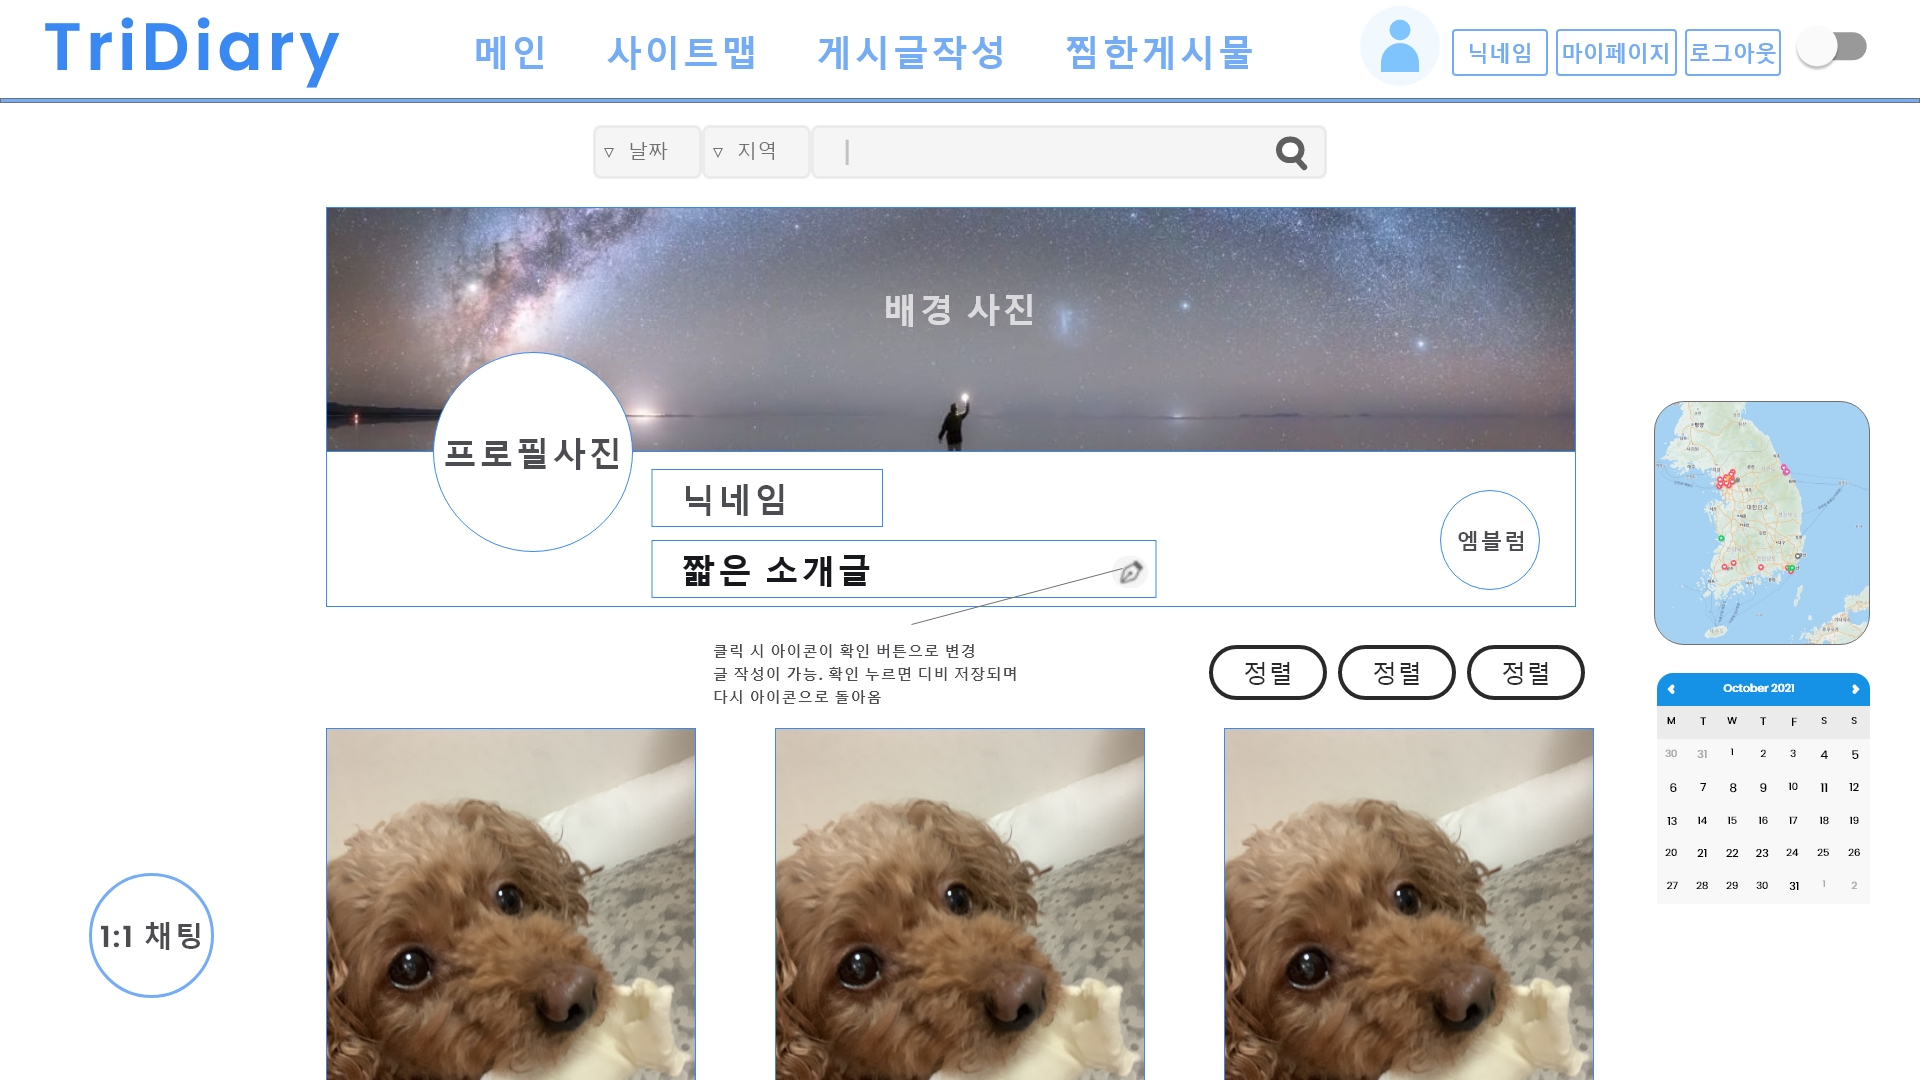 TriDiary
메인 사이트맵 게시글작성 찜한게시물
닉네임 마이페이지 로그아웃
▽ 날짜 ▽ 지역
배경 사진
프로필사진
닉네임
짧은 소개글
엠블럼
클릭 시 아이콘이 확인 버튼으로 변경
글 작성이 가능. 확인 누르면 디비 저장되며
다시 아이콘으로 돌아옴
정렬 정렬 정렬
대한민국
October 2021
M T W T F S S
30 31 1 2 3 4 5
6 7 8 9 10 11 12
13 14 15 16 17 18 19
20 21 22 23 24 25 26
27 28 29 30 31 1 2
1:1 채팅